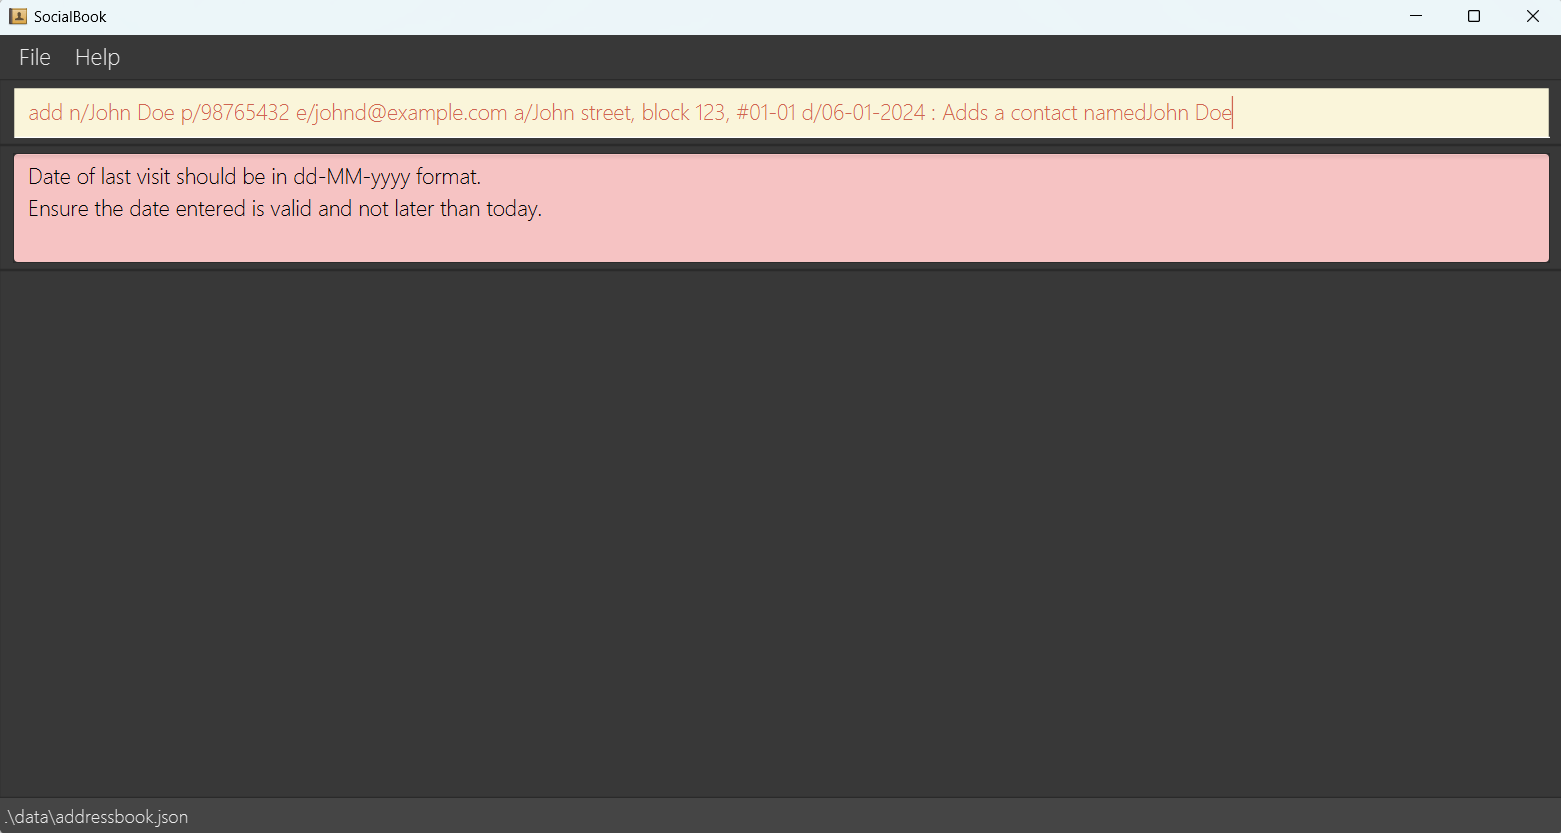 SocialBook
File Help
add n/John Doe p/98765432 e/johnd@example.com a/John street, block 123, #01-01 d/06-01-2024 : Adds a contact namedJohn Doe
Date of last visit should be in dd-MM-yyyy format.
Ensure the date entered is valid and not later than today.
.\data\addressbook.json